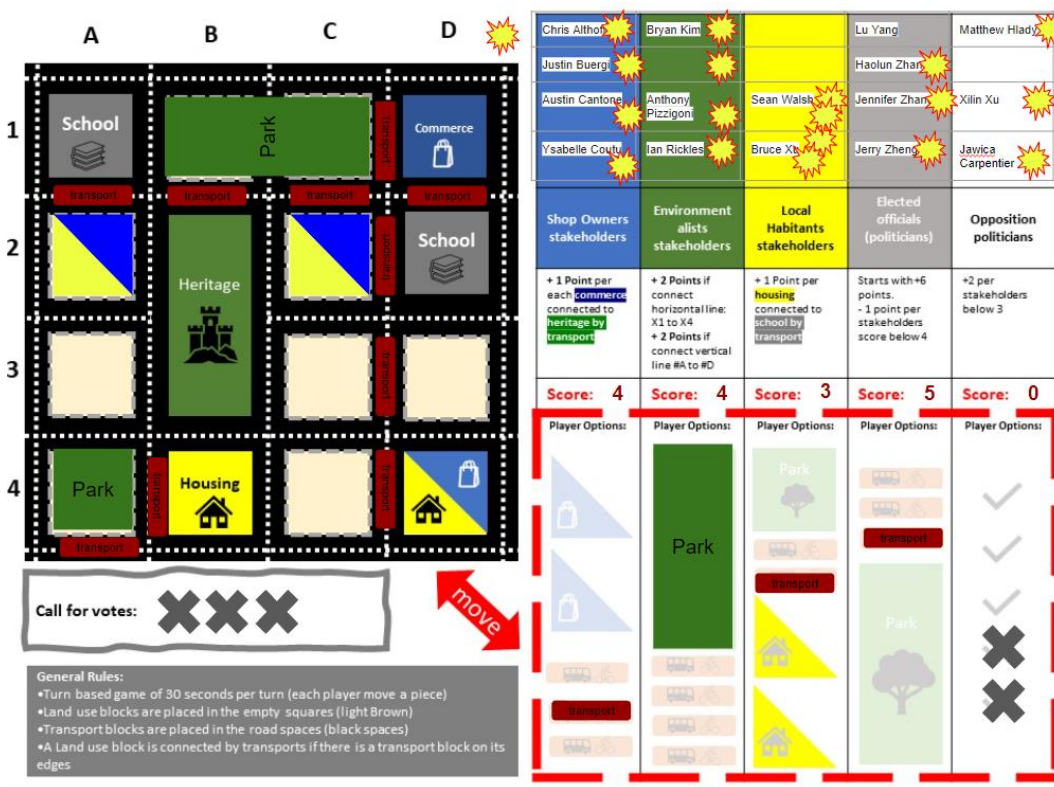 A B C D
1
School
Park
transport
Commerce
transport
transport
transport
transport
2
Heritage
transport
School
3
transport
4
Park
transport
Housing
transport
transport
Call for votes:
move
General Rules:
•Turn based game of 30 seconds per turn (each player move a piece)
•Land use blocks are placed in the empty squares (light Brown)
•Transport blocks are placed in the road spaces (black spaces)
•A Land use block is connected by transports if there is a transport block on its
edges
Chris Althof
Bryan Kim
Lu Yang
Matthew Hlady
Justin Buergi
Haolun Zhan
Austin Cantone
Anthony
Pizzigoni
Sean Walsh
Jennifer Zhan
Xilin Xu
Ysabelle Coutu
Ian Rickles
Bruce
Jerry Zheng
Jawica
Carpentier
Shop Owners
stakeholders
Environment
alists
stakeholders
Local
Habitants
stakeholders
Elected
officials
(politicians)
Opposition
politicians
+ 1 Point per
each commerce
connected to
heritage by
transport
+ 2 Points if
connect
horizontal line:
X1 to X4
+ 2 Points if
connect vertical
line #A to #D
+ 1 Point per
housing
connected to
school by
transport
Starts with +6
points.
- 1 point per
stakeholders
score below 4
+2 per
stakeholders
below 3
Score: 4
Score: 4
Score: 3
Score: 5
Score: 0
Player Options:
Player Options:
Player Options:
Player Options:
Player Options:
transport
Park
Park
transport
transport
Park